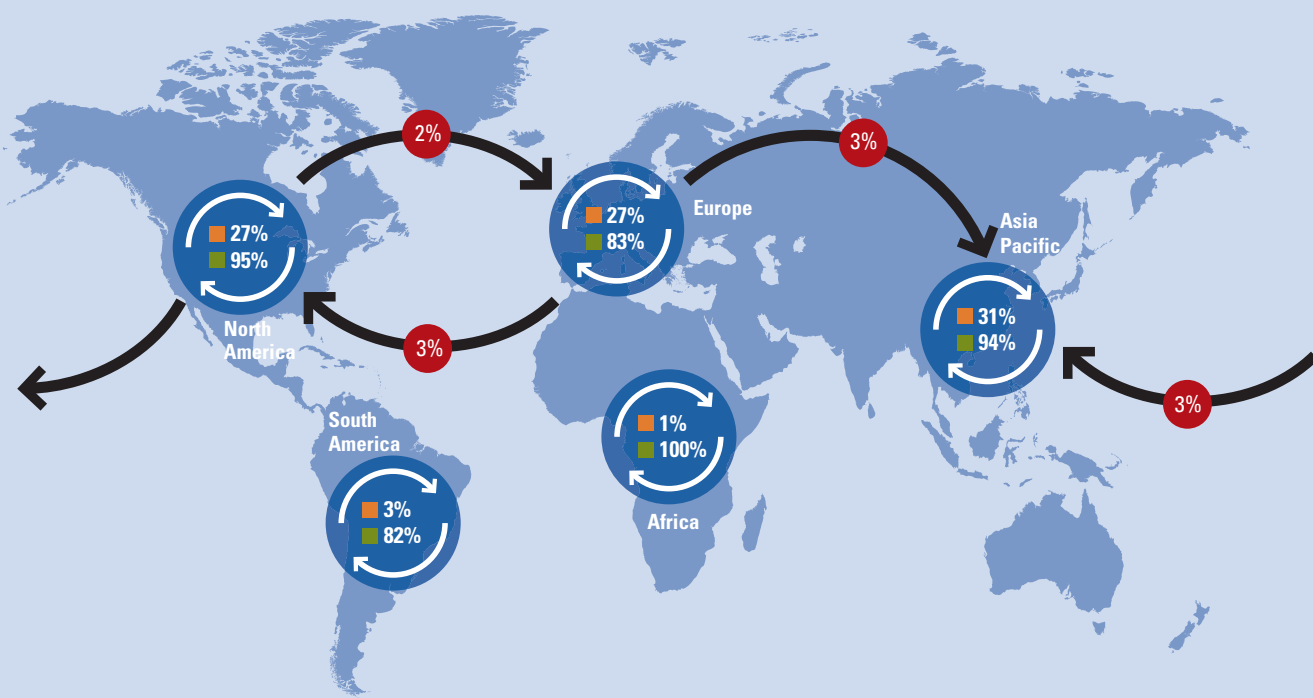 2%
3%
27%
95%
North
America
27%
83%
Europe
Asia
Pacific
31%
94%
3%
3%
South
America
3%
82%
1%
100%
Africa